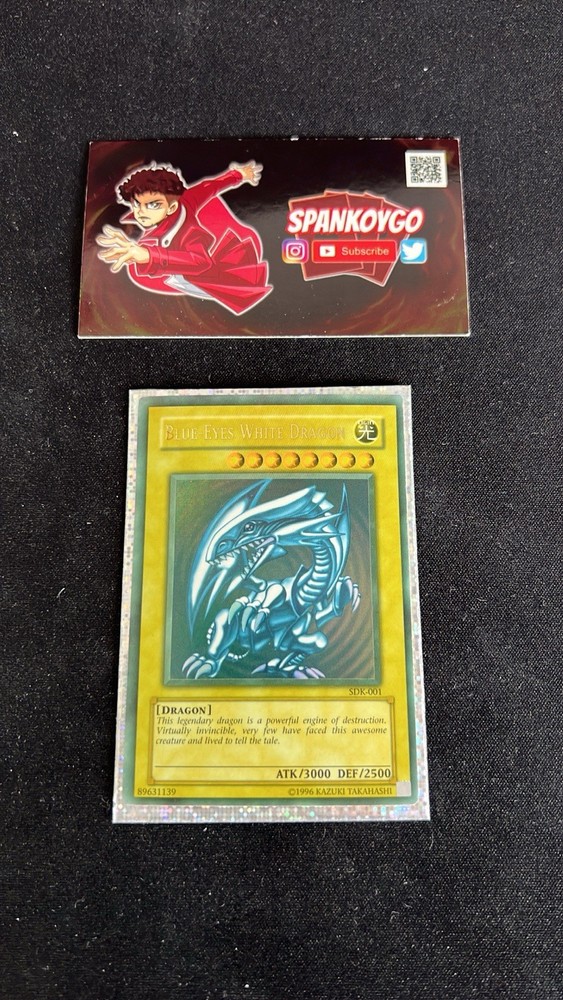 SPANKOYGO
Subscribe
BLUE-EYES WHITE DRAGON
LIGHT
光
SDK-001
[DRAGON]
This legendary dragon is a powerful engine of destruction.
Virtually invincible, very few have faced this awesome
creature and lived to tell the tale.
ATK/3000 DEF/2500
89631139
©1996 KAZUKI TAKAHASHI